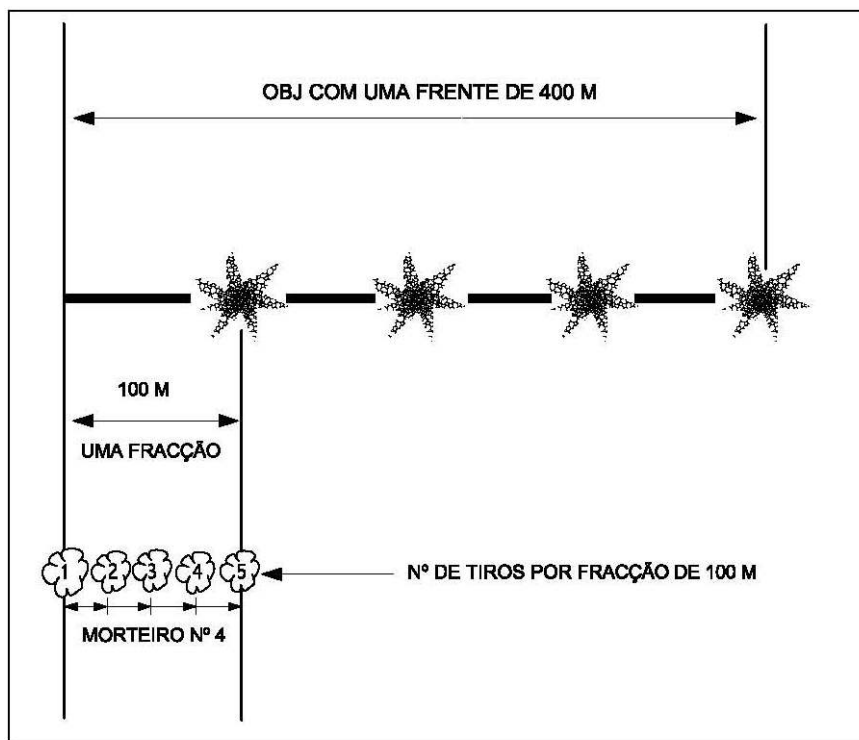 OBJ COM UMA FRENTE DE 400 M
100 M
UMA FRACÇÃO
1 2 3 4 5
Nº DE TIROS POR FRACÇÃO DE 100 M
MORTEIRO Nº 4